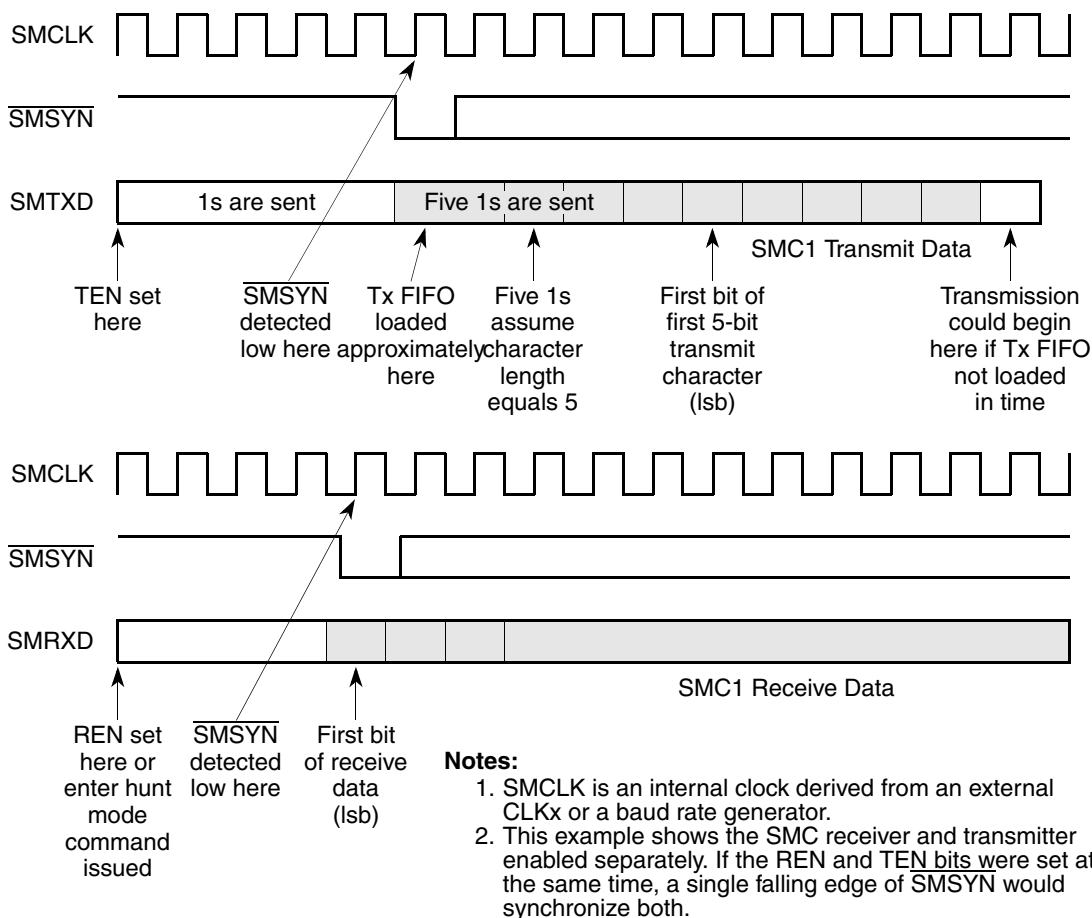 SMCLK
SMSYN
SMTXD
1s are sent
Five 1s are sent
SMC1 Transmit Data
TEN set
here
SMSYN
detected
low here
Tx FIFO
loaded
approximately
here
Five 1s
assume
character
length
equals 5
First bit of
first 5-bit
transmit
character
(lsb)
Transmission
could begin
here if Tx FIFO
not loaded
in time
SMCLK
SMSYN
SMRXD
SMC1 Receive Data
REN set
here or
enter hunt
mode
command
issued
SMSYN
detected
low here
First bit
of receive
data
(lsb)
Notes:
1. SMCLK is an internal clock derived from an external
CLKx or a baud rate generator.
2. This example shows the SMC receiver and transmitter
enabled separately. If the REN and TEN bits were set at
the same time, a single falling edge of SMSYN would
synchronize both.